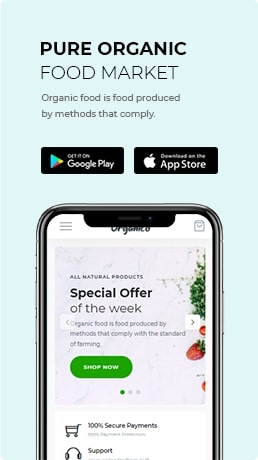 PURE ORGANIC
FOOD MARKET
Organic food is food produced
by methods that comply.
GET IT ON
Google Play
Download on the
App Store
Organico
ALL NATURAL PRODUCTS
Special Offer
of the week
Organic food is food produced by
methods that comply with the standard
of farming.
SHOP NOW
100% Secure Payments
100% Payment Protection.
Support